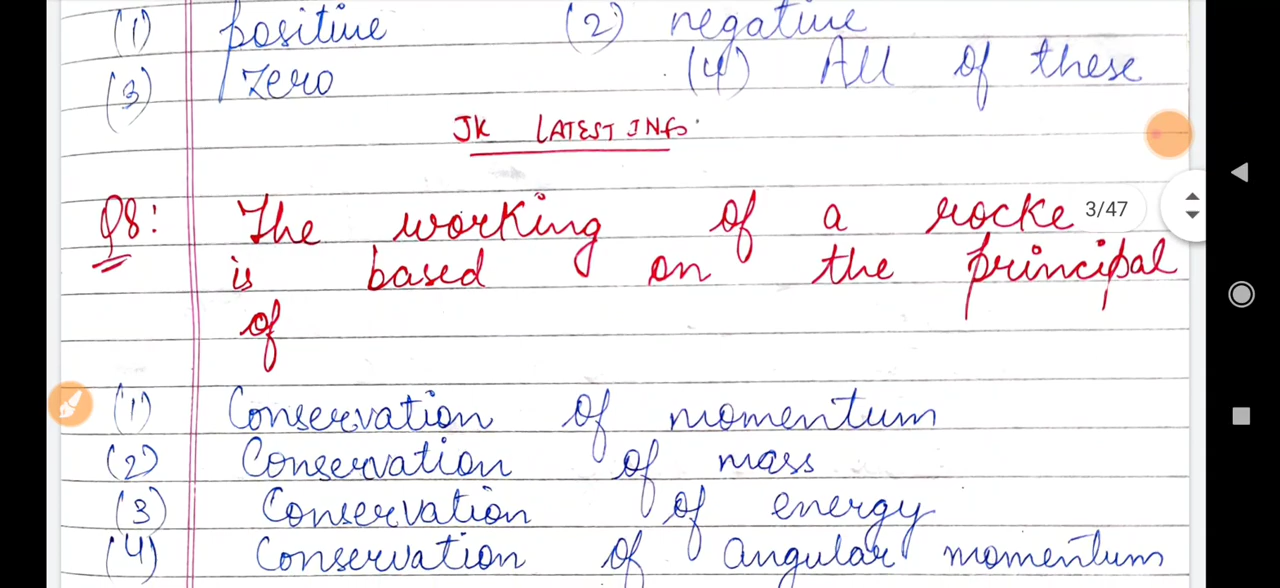 (1) positive (2) negative
(3) zero (4) All of these
JK LATEST INFO.
Q8: The working of a rocke
3/47
is based on the principal
of
(1) Conservation of momentum
(2) Conservation of mass
(3) Conservation of energy
(4) Conservation of angular momentum